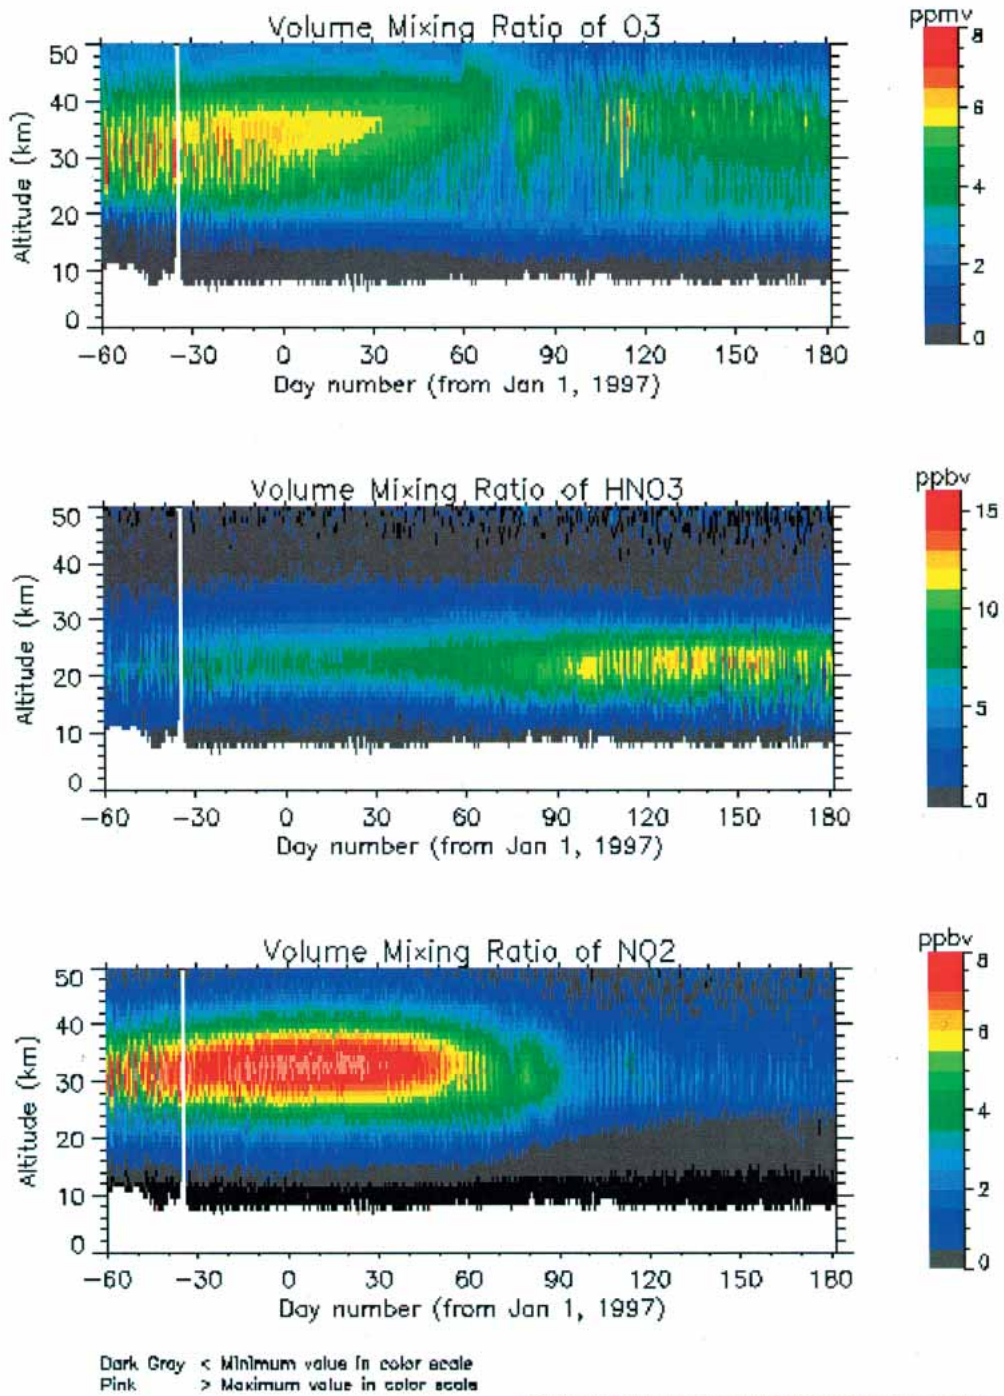 Volume Mixing Ratio of O3
ppmv
50
40
30
20
10
0
Altitude (km)
-60 -30 0 30 60 90 120 150 180
Day number (from Jan 1, 1997)
8
6
4
2
0
Volume Mixing Ratio of HNO3
ppbv
50
40
30
20
10
0
Altitude (km)
-60 -30 0 30 60 90 120 150 180
Day number (from Jan 1, 1997)
15
10
5
0
Volume Mixing Ratio of NO2
ppbv
50
40
30
20
10
0
Altitude (km)
-60 -30 0 30 60 90 120 150 180
Day number (from Jan 1, 1997)
8
6
4
2
0
Dark Gray < Minimum value in color scale
Pink > Maximum value in color scale